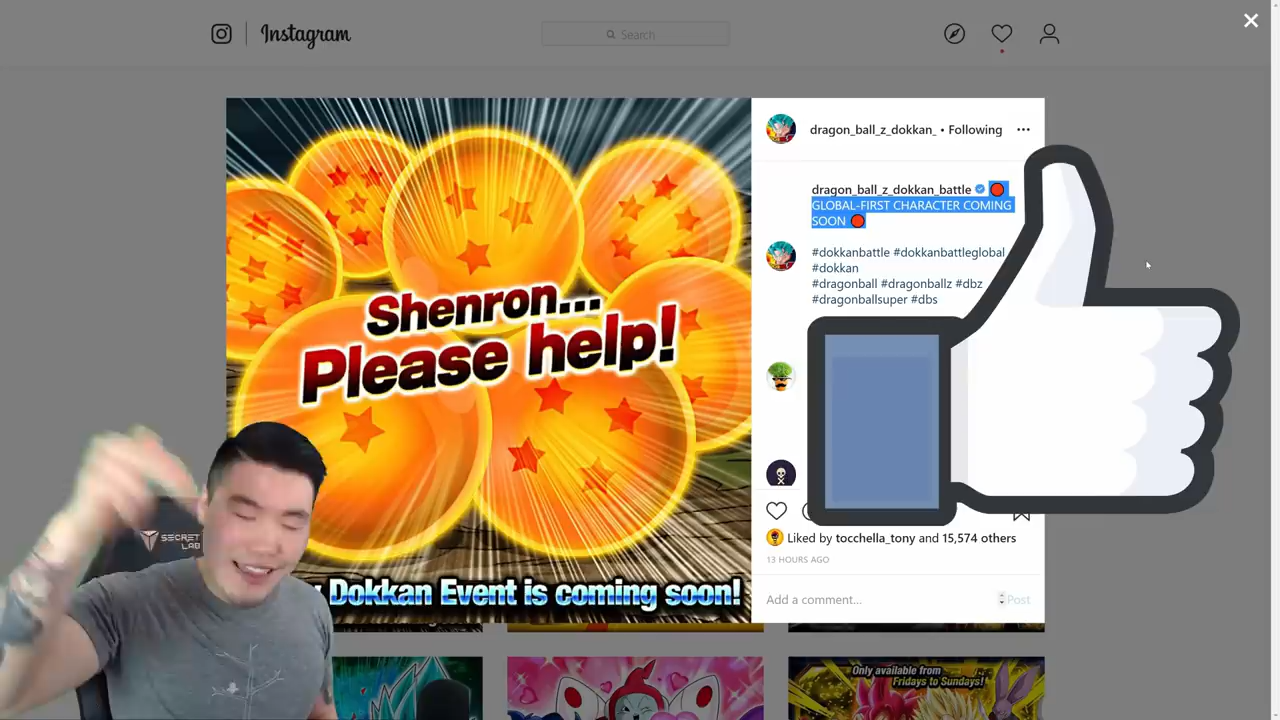 Instagram
Search
dragon_ball_z_dokkan_ • Following
dragon_ball_z_dokkan_battle
GLOBAL-FIRST CHARACTER COMING
SOON
#dokkanbattle #dokkanbattleglobal
#dokkan
#dragonball #dragonballz #dbz
#dragonballsuper #dbs
Shenron...
Please help!
Dokkan Event is coming soon!
SECRET
LAB
Liked by tocchella_tony and 15,574 others
13 HOURS AGO
Add a comment...
Post
Only available from
Fridays to Sundays!